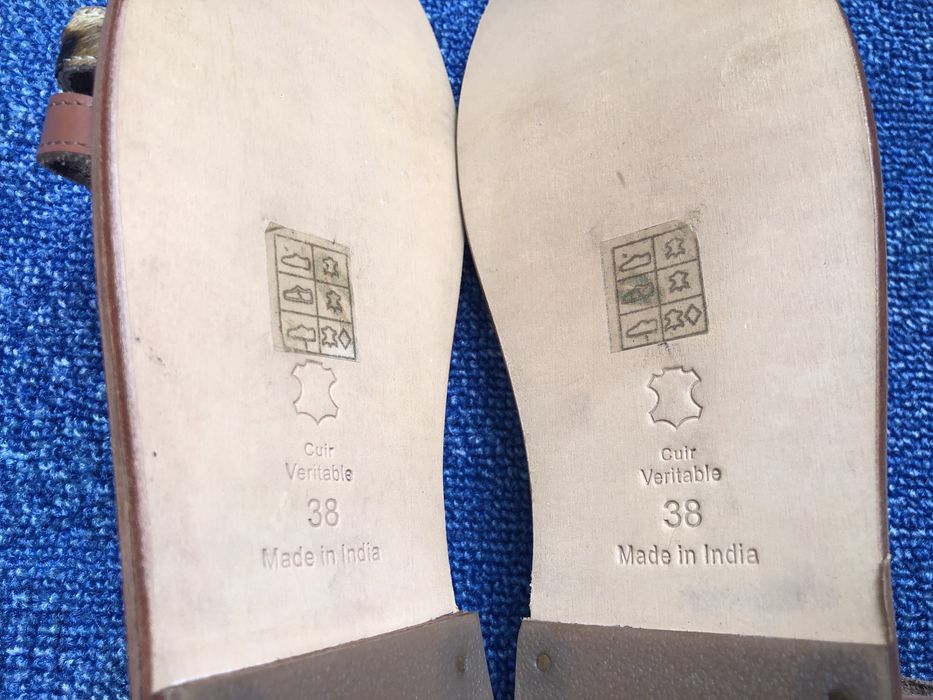 Cuir
Veritable
38
Made in India
Cuir
Veritable
38
Made in India